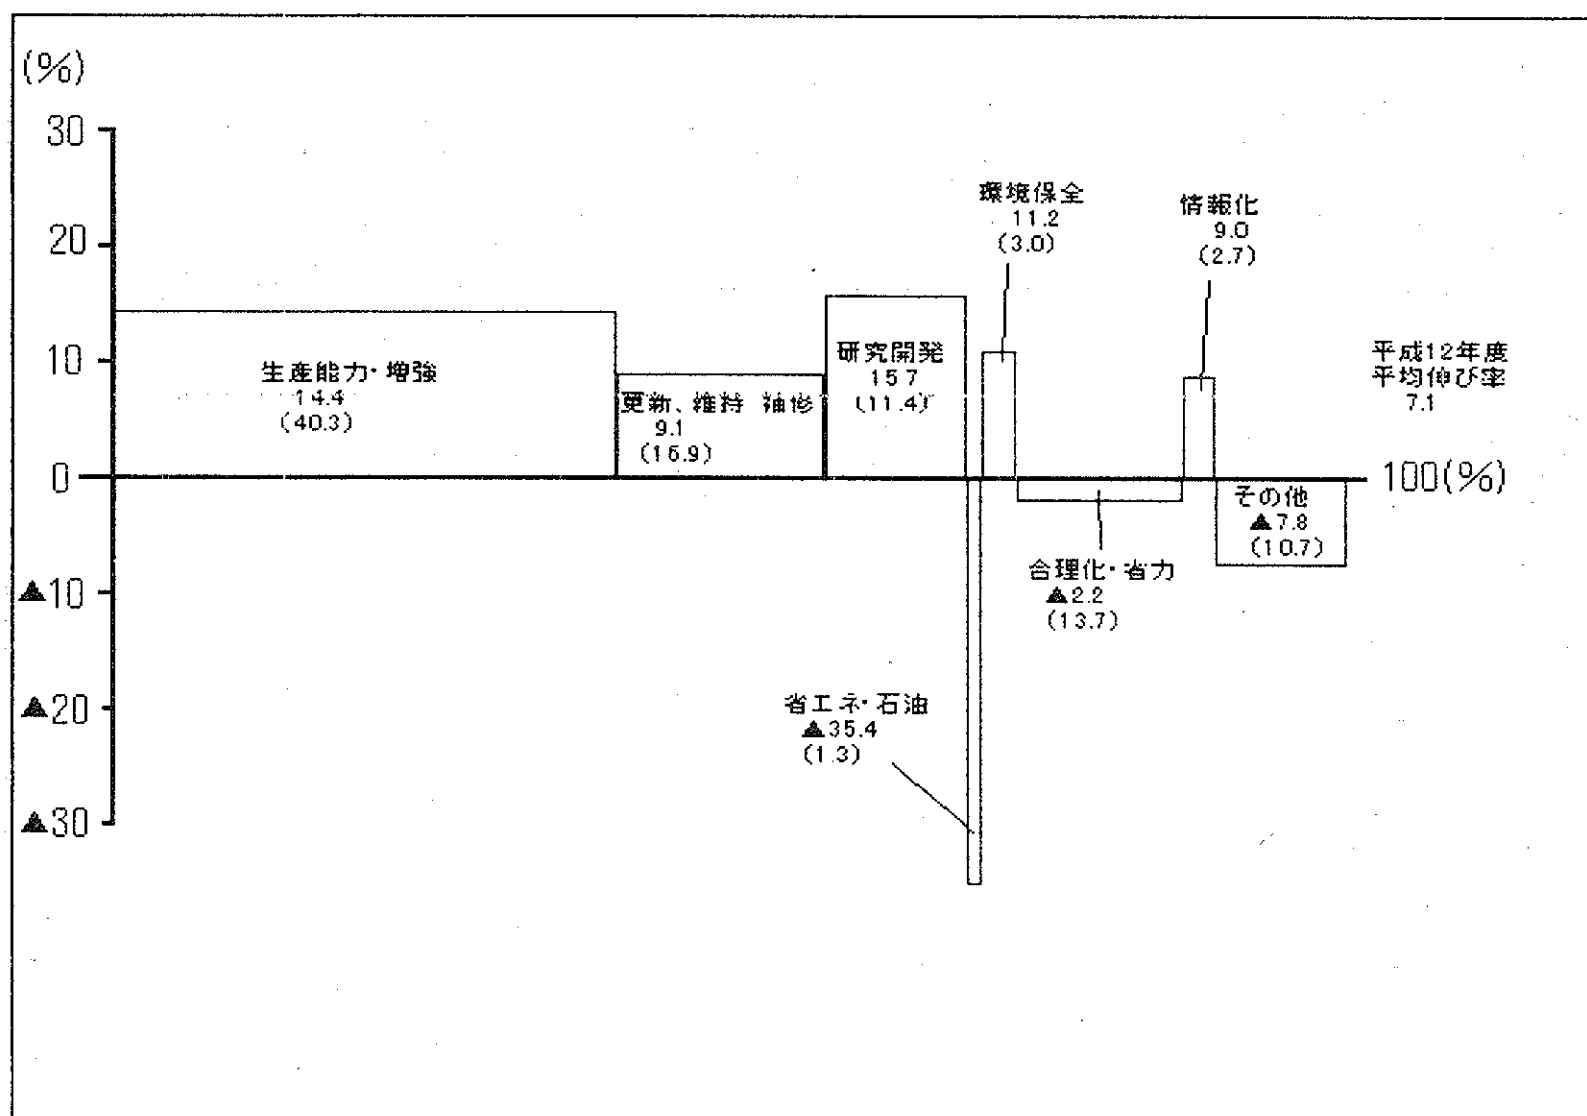 (%)
30
20
10
0
▲10
▲20
▲30
生産能力・増強
14.4
(40.3)
更新、維持 補修
9.1
(16.9)
研究開発
15.7
(11.4)
環境保全
11.2
(3.0)
情報化
9.0
(2.7)
平成12年度
平均伸び率
7.1
100(%)
その他
▲7.8
(10.7)
合理化・省力
▲2.2
(13.7)
省エネ・石油
▲35.4
(1.3)